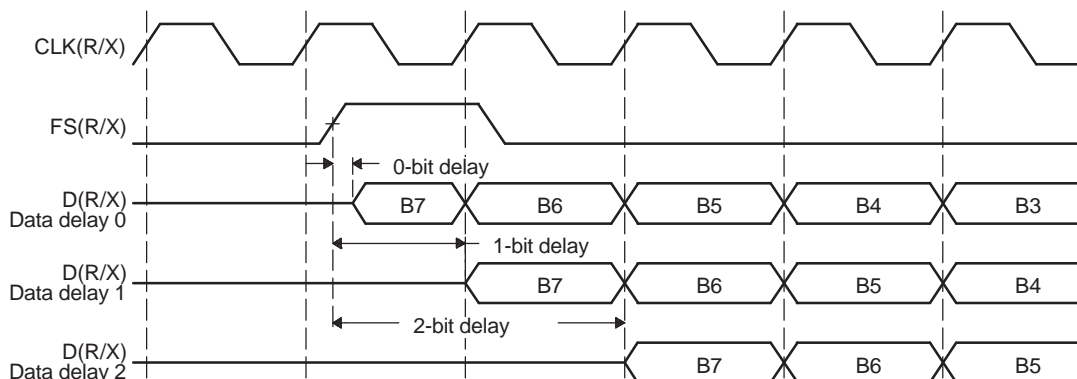 CLK(R/X)
FS(R/X)
0-bit delay
D(R/X)
Data delay 0
B7 B6 B5 B4 B3
1-bit delay
D(R/X)
Data delay 1
B7 B6 B5 B4
2-bit delay
D(R/X)
Data delay 2
B7 B6 B5